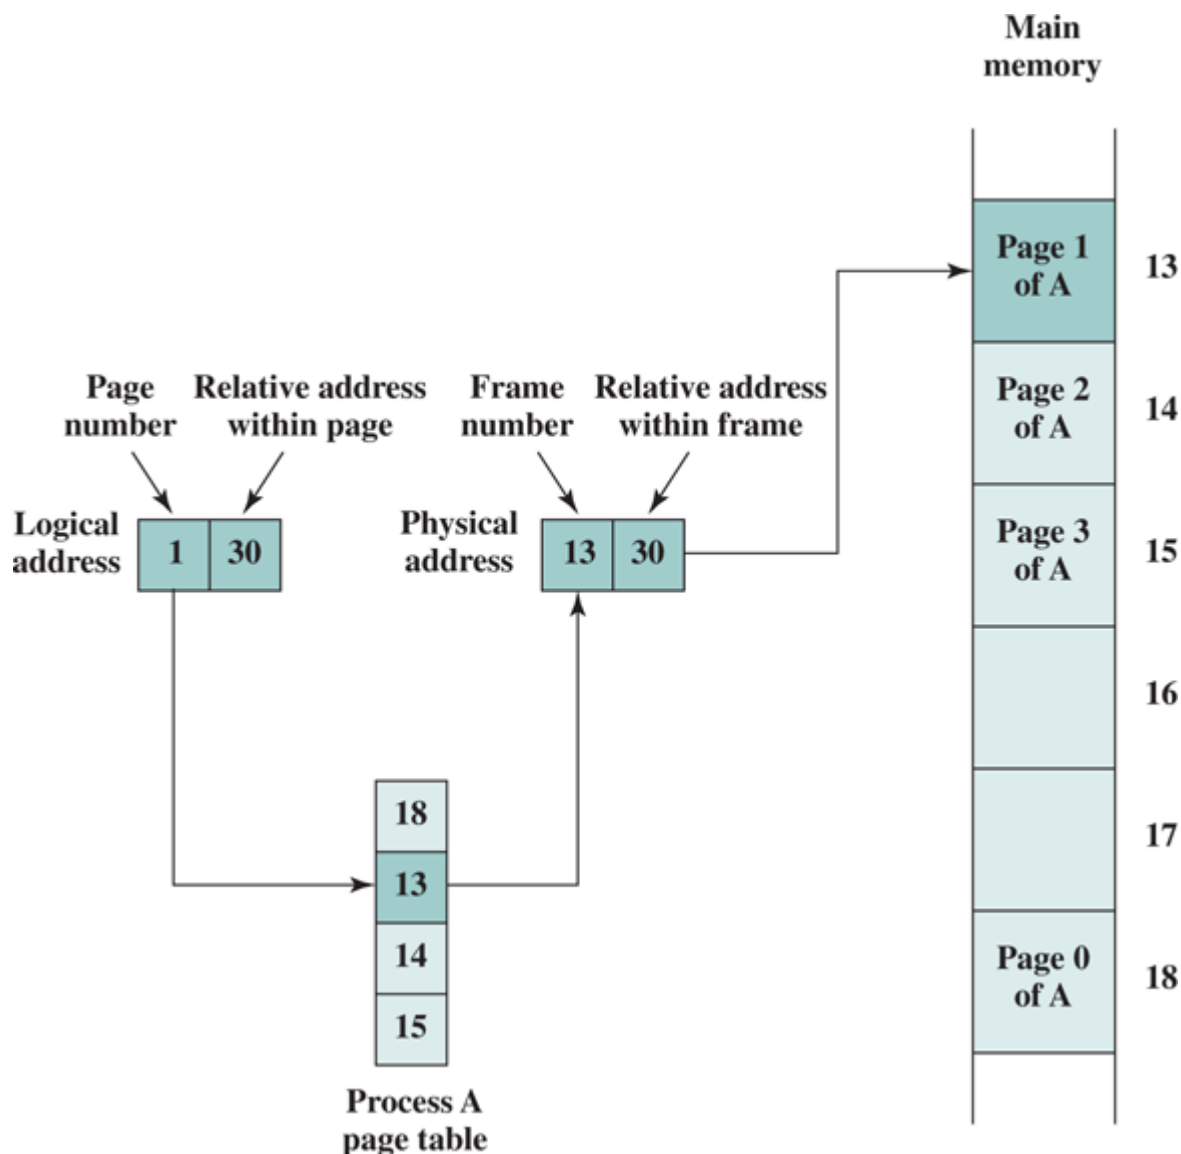 Main
memory
Page 1
of A
13
Page 2
of A
14
Page 3
of A
15
16
17
Page 0
of A
18
Page
number
Relative address
within page
Frame
number
Relative address
within frame
Logical
address
1 30
Physical
address
13 30
18
13
14
15
Process A
page table